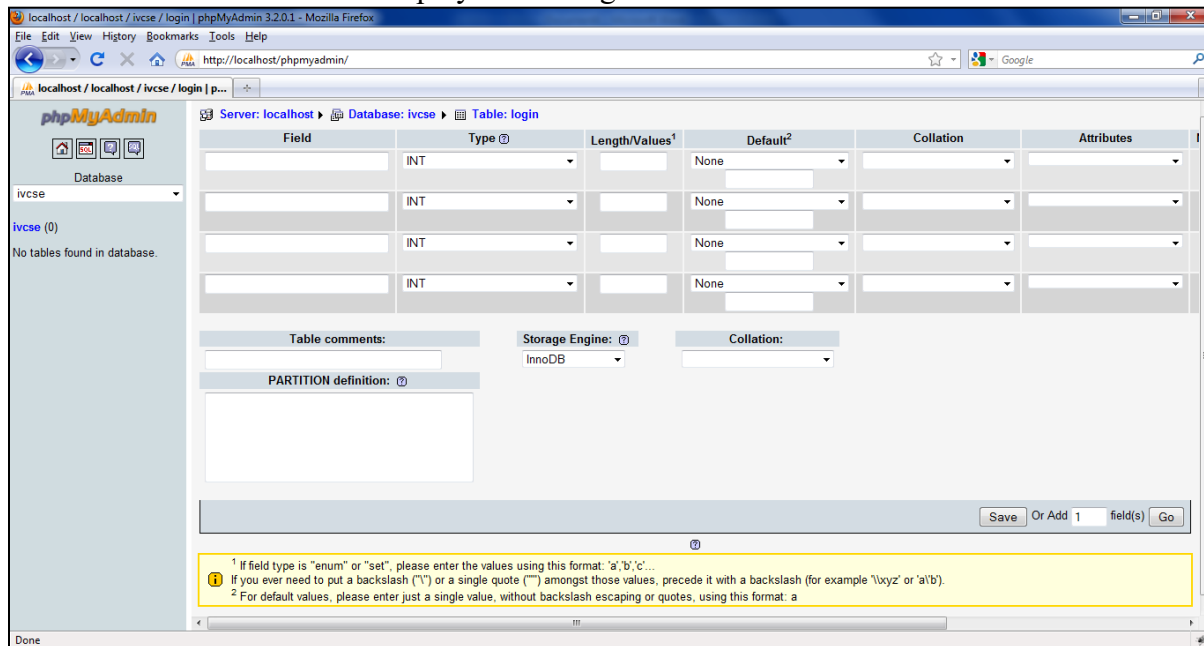 localhost / localhost / ivcse / login | phpMyAdmin 3.2.0.1 - Mozilla Firefox
File Edit View History Bookmarks Tools Help
http://localhost/phpmyadmin/
Google
localhost / localhost / ivcse / login | p...
phpMyAdmin
Server: localhost Database: ivcse Table: login
SQL
Database
ivcse
ivcse (0)
No tables found in database.
Field Type Length/Values1 Default2 Collation Attributes
INT None
INT None
INT None
INT None
Table comments: Storage Engine: Collation:
InnoDB
PARTITION definition:
Save Or Add 1 field(s) Go
1 If field type is "enum" or "set", please enter the values using this format: 'a','b','c'...
If you ever need to put a backslash ("\") or a single quote ("'") amongst those values, precede it with a backslash (for example '\\xyz' or 'a\'b').
2 For default values, please enter just a single value, without backslash escaping or quotes, using this format: a
Done